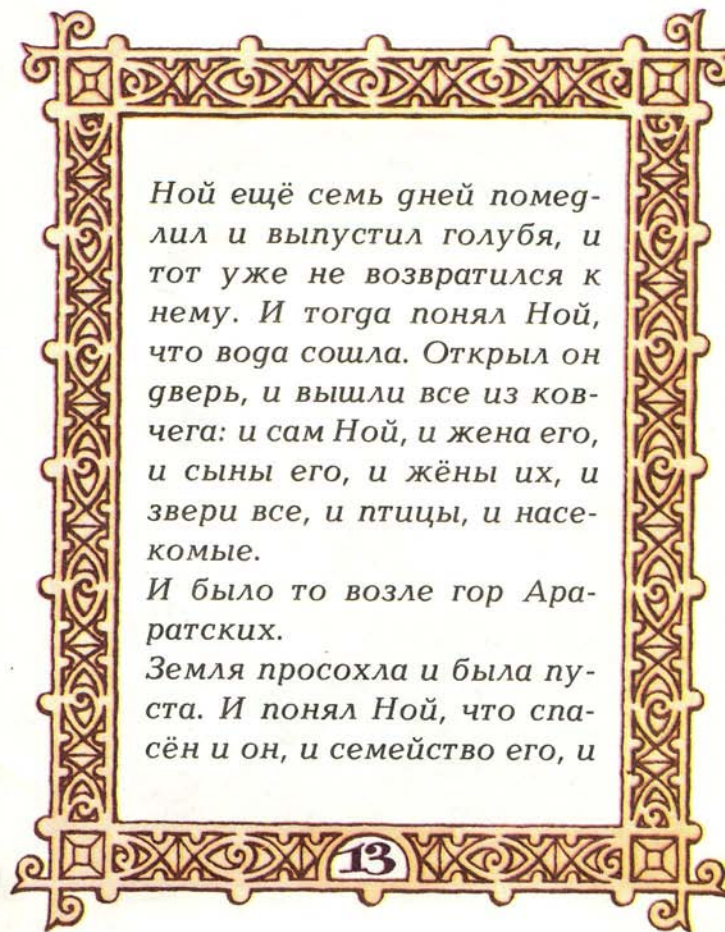 Ной ещё семь дней помед-
лил и выпустил голубя, и
тот уже не возвратился к
нему. И тогда понял Ной,
что вода сошла. Открыл он
дверь, и вышли все из ков-
чега: и сам Ной, и жена его,
и сыны его, и жёны их, и
звери все, и птицы, и насе-
комые.
И было то возле гор Ара-
ратских.
Земля просохла и была пу-
ста. И понял Ной, что спа-
сён и он, и семейство его, и
13